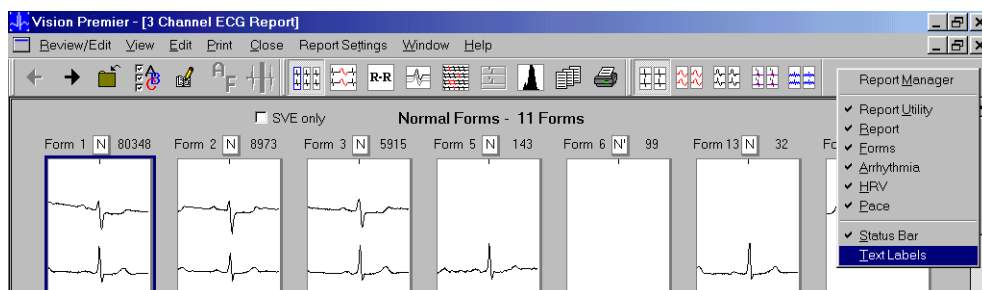 Vision Premier - [3 Channel ECG Report]
Review/Edit View Edit Print Close Report Settings Window Help
A F R-R
SVE only Normal Forms - 11 Forms
Form 1 N 80348 Form 2 N 8973 Form 3 N 5915 Form 5 N 143 Form 6 N' 99 Form 13 N 32
Report Manager
Report Utility
Report
Forms
Arrhythmia
HRV
Pace
Status Bar
Text Labels